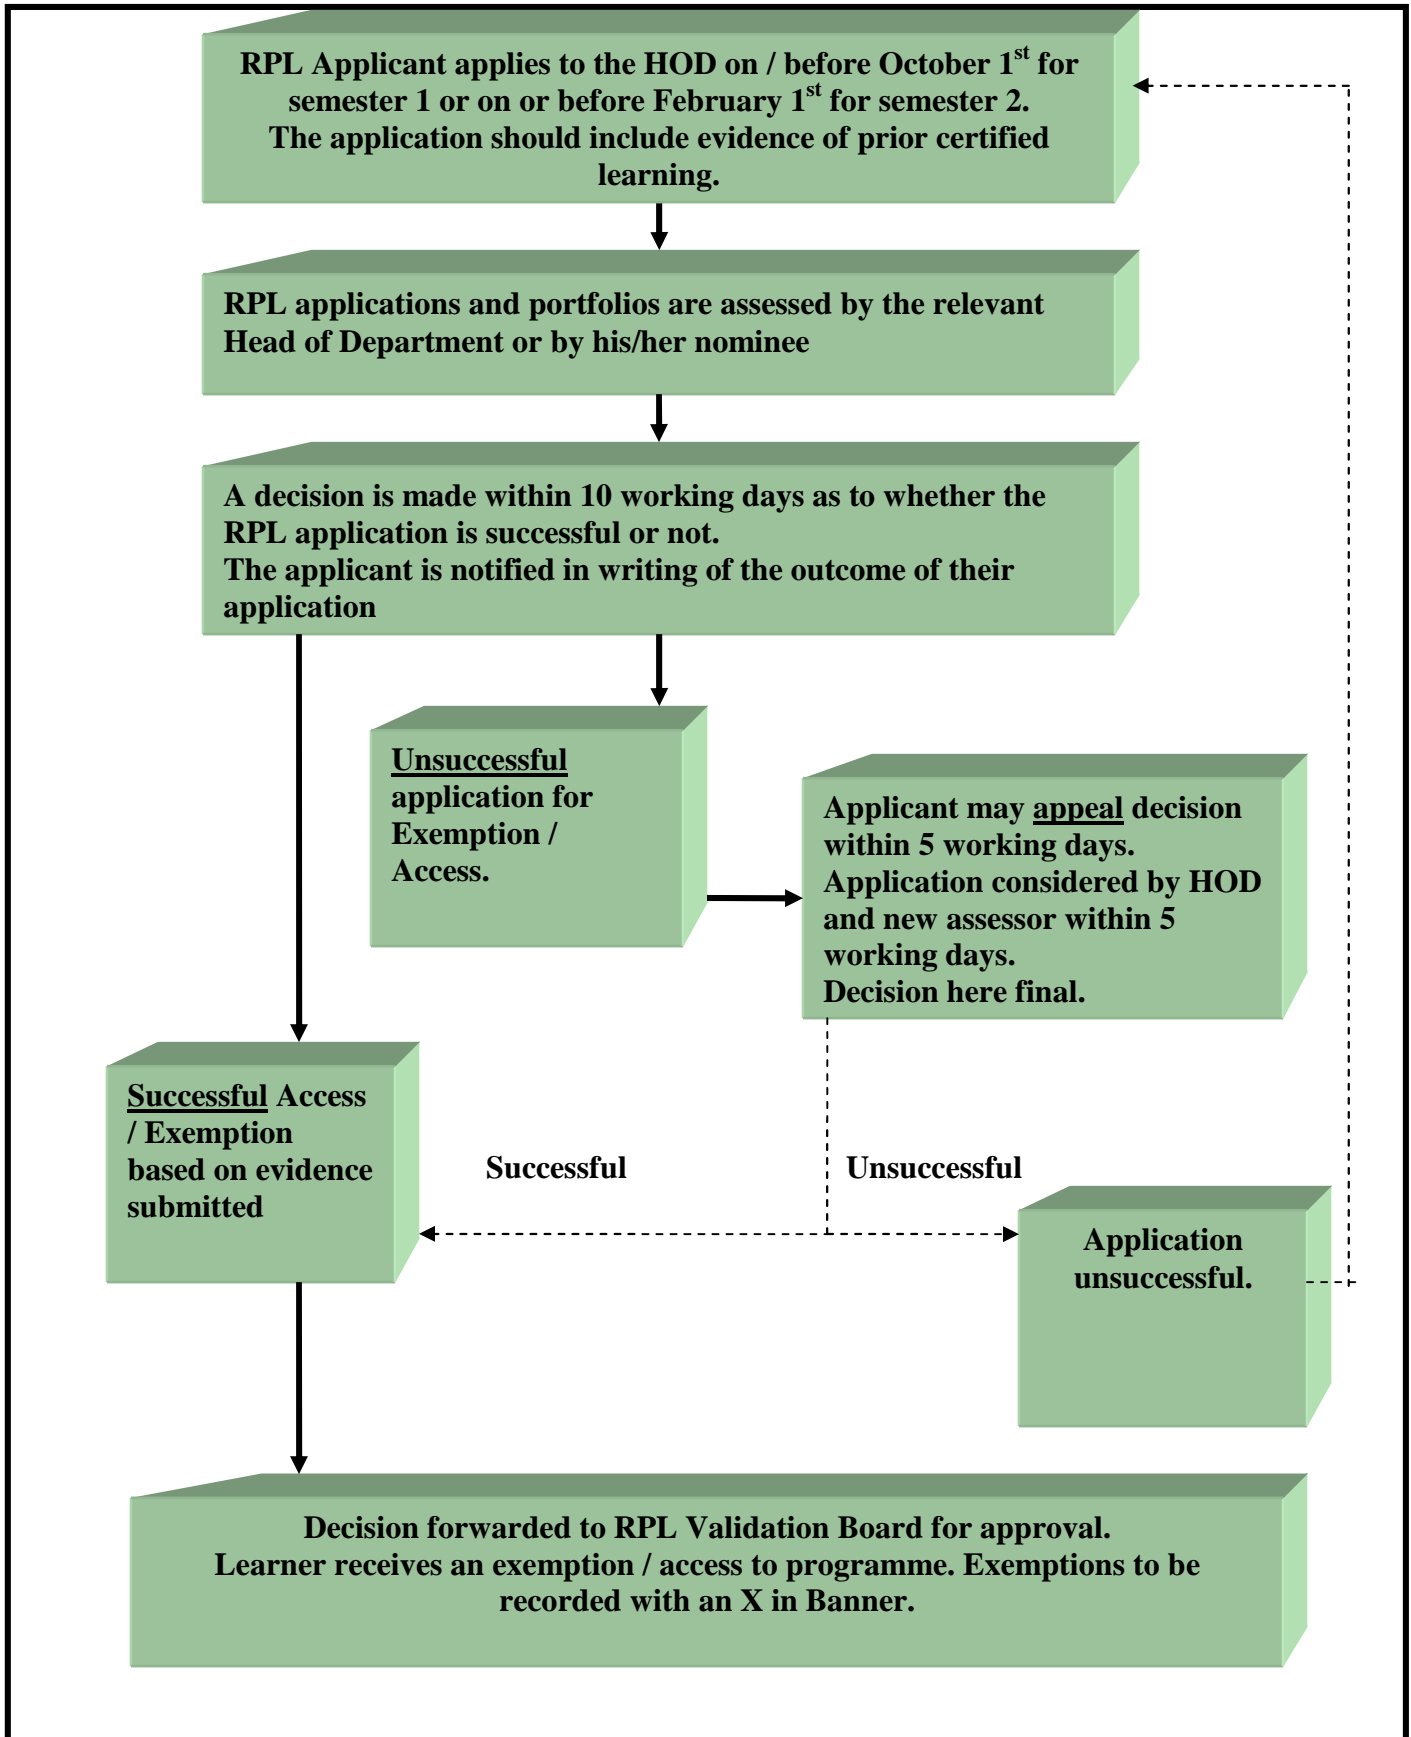 RPL Applicant applies to the HOD on / before October 1st for
semester 1 or on or before February 1st for semester 2.
The application should include evidence of prior certified
learning.
RPL applications and portfolios are assessed by the relevant
Head of Department or by his/her nominee
A decision is made within 10 working days as to whether the
RPL application is successful or not.
The applicant is notified in writing of the outcome of their
application
Unsuccessful
application for
Exemption /
Access.
Applicant may appeal decision
within 5 working days.
Application considered by HOD
and new assessor within 5
working days.
Decision here final.
Successful Access
/ Exemption
based on evidence
submitted
Successful
Unsuccessful
Application
unsuccessful.
Decision forwarded to RPL Validation Board for approval.
Learner receives an exemption / access to programme. Exemptions to be
recorded with an X in Banner.